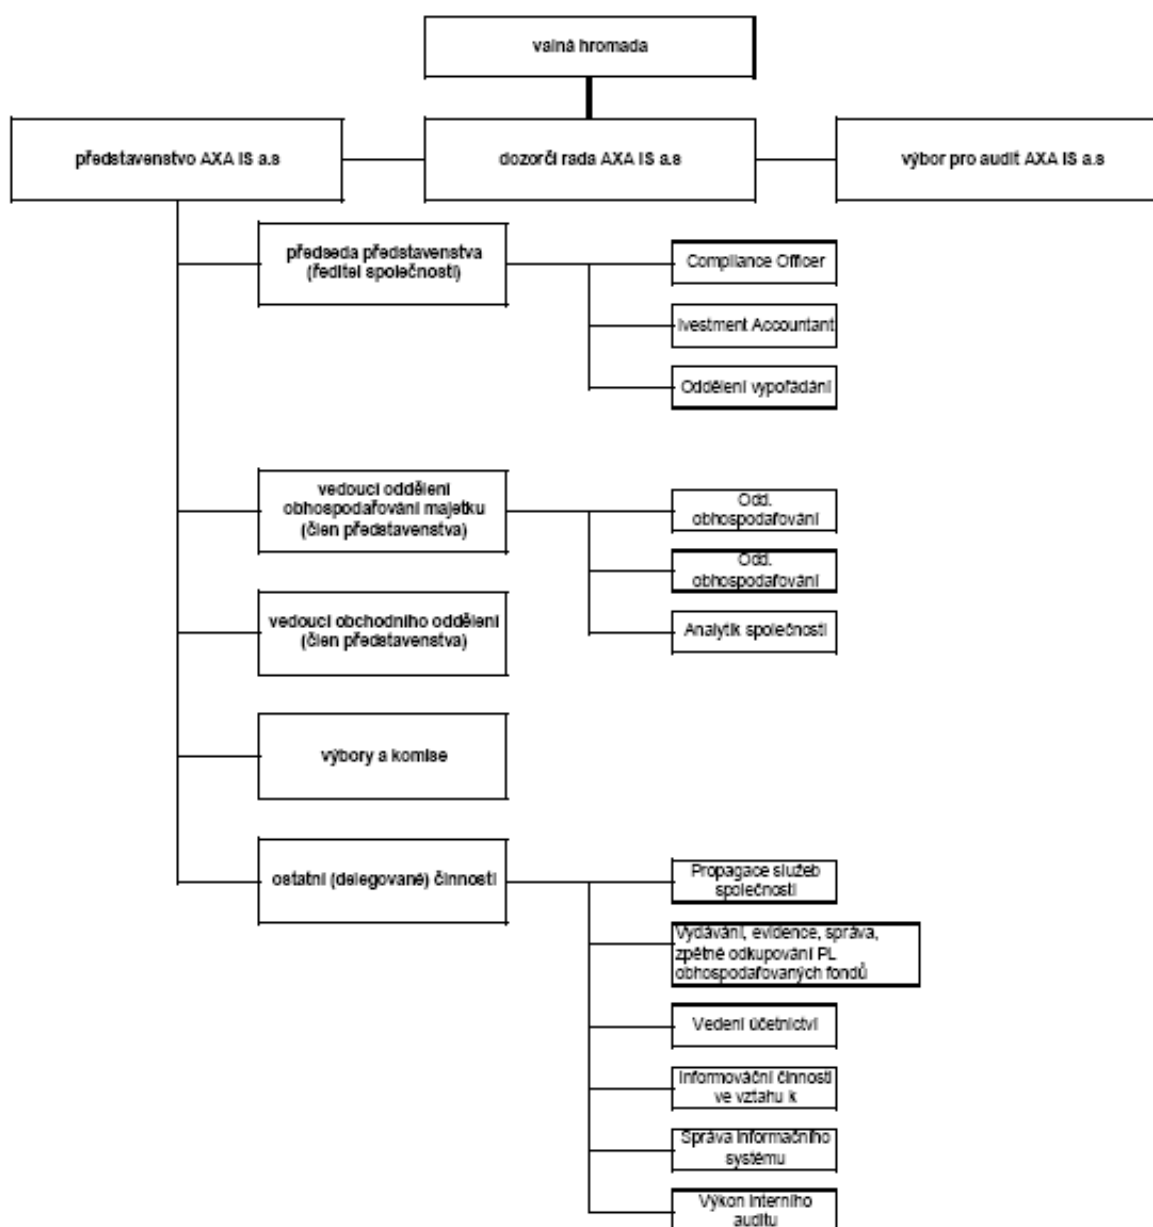 valná hromada
představenstvo AXA IS a.s
dozorčí rada AXA IS a.s
výbor pro audit AXA IS a.s
předseda představenstva
(ředitel společnosti)
Compliance Officer
Ivestment Accountant
Oddělení vypořádání
vedoucí oddělení
obhospodařování majetku
(člen představenstva)
Odd.
obhospodařování
Odd.
obhospodařování
Analytik společnosti
vedoucí obchodního oddělení
(člen představenstva)
výbory a komise
ostatní (delegované) činnosti
Propagace služeb
společnosti
Vydávání, evidence, správa,
zpětné odkupování PL
obhospodařovaných fondů
Vedení účetnictví
Informováční činnosti
ve vztahu k
Správa informačního
systému
Výkon interního
auditu